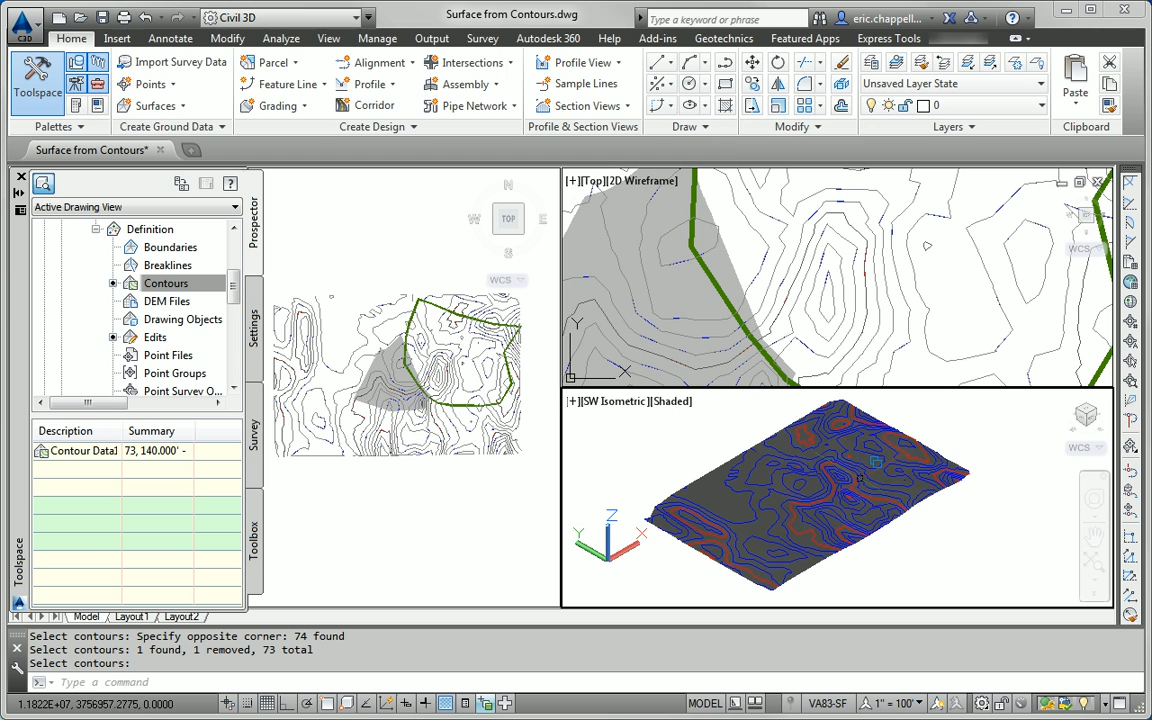 Civil 3D
Surface from Contours.dwg
Type a keyword or phrase
eric.chappell...
C3D
Home
Insert
Annotate
Modify
Analyze
View
Manage
Output
Survey
Autodesk 360
Help
Add-ins
Geotechnics
Featured Apps
Express Tools
Toolspace
Import Survey Data
Points
Surfaces
Parcel
Feature Line
Grading
Alignment
Profile
Corridor
Intersections
Assembly
Pipe Network
Profile View
Sample Lines
Section Views
Unsaved Layer State
0
Paste
Palettes
Create Ground Data
Create Design
Profile & Section Views
Draw
Modify
Layers
Clipboard
Surface from Contours*
Active Drawing View
Definition
Boundaries
Breaklines
Contours
DEM Files
Drawing Objects
Edits
Point Files
Point Groups
Point Survey O...
Description Summary
Contour Data1 73, 140.000' -
Prospector
Settings
Survey
Toolbox
Toolspace
N
W TOP E
S
WCS
[+][Top][2D Wireframe]
WCS
Y
X
[+][SW Isometric][Shaded]
WCS
Z
Y
X
Model Layout1 Layout2
Select contours: Specify opposite corner: 74 found
Select contours: 1 found, 1 removed, 73 total
Select contours:
Type a command
1.1822E+07, 3756957.2775, 0.0000
MODEL
VA83-SF
1" = 100'